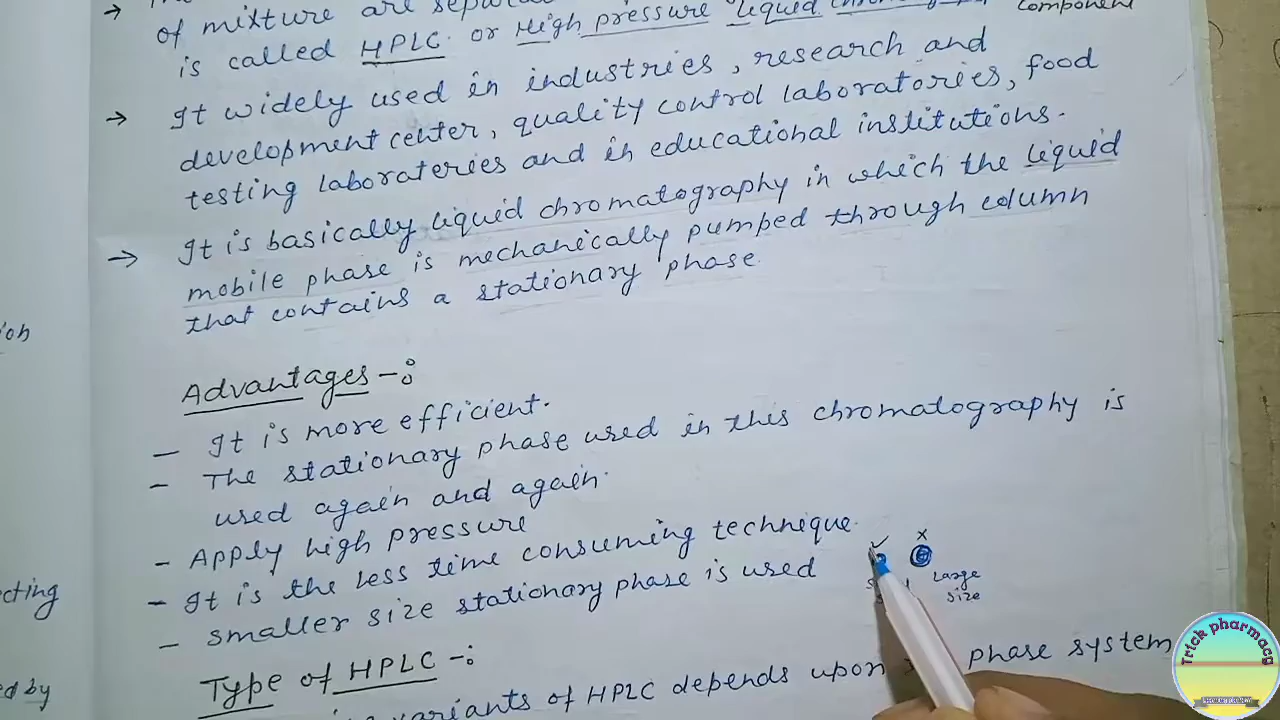 of mixture are
is called HPLC or High pressure liquid component
→ It widely used in industries, research and
development center, quality control laboratories, food
testing laborateries and in educational institutions.
→ It is basically liquid chromatography in which the liquid
mobile phase is mechanically pumped through column
that contains a stationary phase.
Advantages -:
- It is more efficient.
- The stationary phase used in this chromatography is
used again and again.
- Apply high pressure
- It is the less time consuming technique.
- smaller size stationary phase is used
✓ ×
Large
size
Type of HPLC -:
variants of HPLC depends upon phase system
cting
ed by
Trick pharmacy